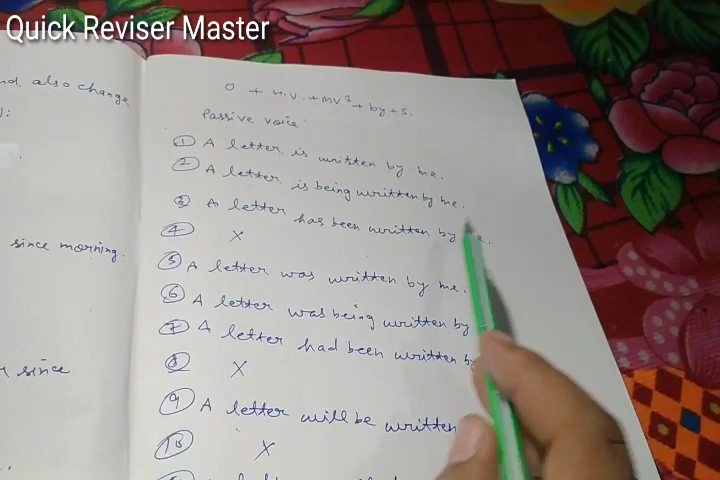 Quick Reviser Master
nd, also change
):
since morning.
since
O + H.V. + MV3 + by + S.
Passive voice
① A letter is written by me.
② A letter is being written by me.
③ A letter has been written by me.
④ X
⑤ A letter was written by me.
⑥ A letter was being written by
⑦ A letter had been written by
⑧ X
⑨ A letter will be written
10 X